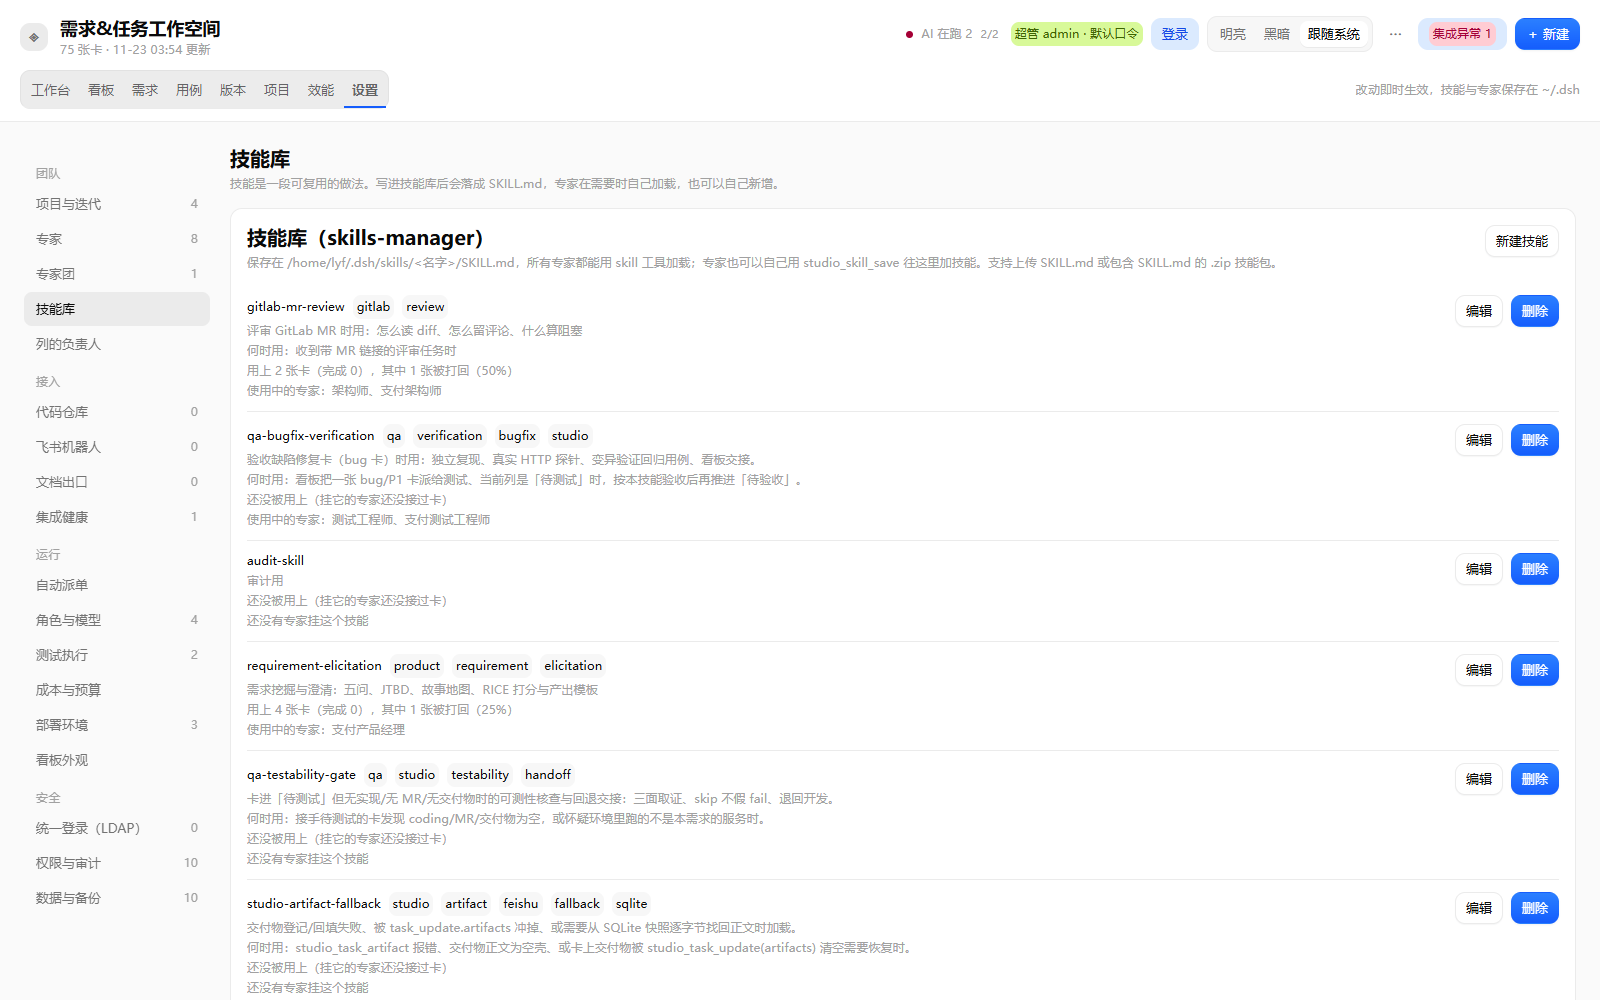 需求&任务工作空间
75 张卡 · 11-23 03:54 更新
AI 在跑 2 2/2
超管 admin · 默认口令
登录
明亮 黑暗 跟随系统
···
集成异常 1
+ 新建
工作台 看板 需求 用例 版本 项目 效能 设置
改动即时生效，技能与专家保存在 ~/.dsh
团队
项目与迭代 4
专家 8
专家团 1
技能库
列的负责人
接入
代码仓库 0
飞书机器人 0
文档出口 0
集成健康 1
运行
自动派单
角色与模型 4
测试执行 2
成本与预算
部署环境 3
看板外观
安全
统一登录（LDAP） 0
权限与审计 10
数据与备份 10
技能库
技能是一段可复用的做法。写进技能库后会落成 SKILL.md，专家在需要时自己加载，也可以自己新增。
技能库（skills-manager）
新建技能
保存在 /home/lyf/.dsh/skills/<名字>/SKILL.md，所有专家都能用 skill 工具加载；专家也可以自己用 studio_skill_save 往这里加技能。支持上传 SKILL.md 或包含 SKILL.md 的 .zip 技能包。
gitlab-mr-review gitlab review
编辑 删除
评审 GitLab MR 时用：怎么读 diff、怎么留评论、什么算阻塞
何时用：收到带 MR 链接的评审任务时
用上 2 张卡（完成 0），其中 1 张被打回（50%）
使用中的专家：架构师、支付架构师
qa-bugfix-verification qa verification bugfix studio
编辑 删除
验收缺陷修复卡（bug 卡）时用：独立复现、真实 HTTP 探针、变异验证回归用例、看板交接。
何时用：看板把一张 bug/P1 卡派给测试、当前列是「待测试」时，按本技能验收后再推进「待验收」。
还没被用上（挂它的专家还没接过卡）
使用中的专家：测试工程师、支付测试工程师
audit-skill
编辑 删除
审计用
还没被用上（挂它的专家还没接过卡）
还没有专家挂这个技能
requirement-elicitation product requirement elicitation
编辑 删除
需求挖掘与澄清：五问、JTBD、故事地图、RICE 打分与产出模板
用上 4 张卡（完成 0），其中 1 张被打回（25%）
使用中的专家：支付产品经理
qa-testability-gate qa studio testability handoff
编辑 删除
卡进「待测试」但无实现/无 MR/无交付物时的可测性核查与回退交接：三面取证、skip 不假 fail、退回开发。
何时用：接手待测试的卡发现 coding/MR/交付物为空，或怀疑环境里跑的不是本需求的服务时。
还没被用上（挂它的专家还没接过卡）
还没有专家挂这个技能
studio-artifact-fallback studio artifact feishu fallback sqlite
编辑 删除
交付物登记/回填失败、被 task_update.artifacts 冲掉、或需要从 SQLite 快照逐字节找回正文时加载。
何时用：studio_task_artifact 报错、交付物正文为空壳、或卡上交付物被 studio_task_update(artifacts) 清空需要恢复时。
还没被用上（挂它的专家还没接过卡）
还没有专家挂这个技能